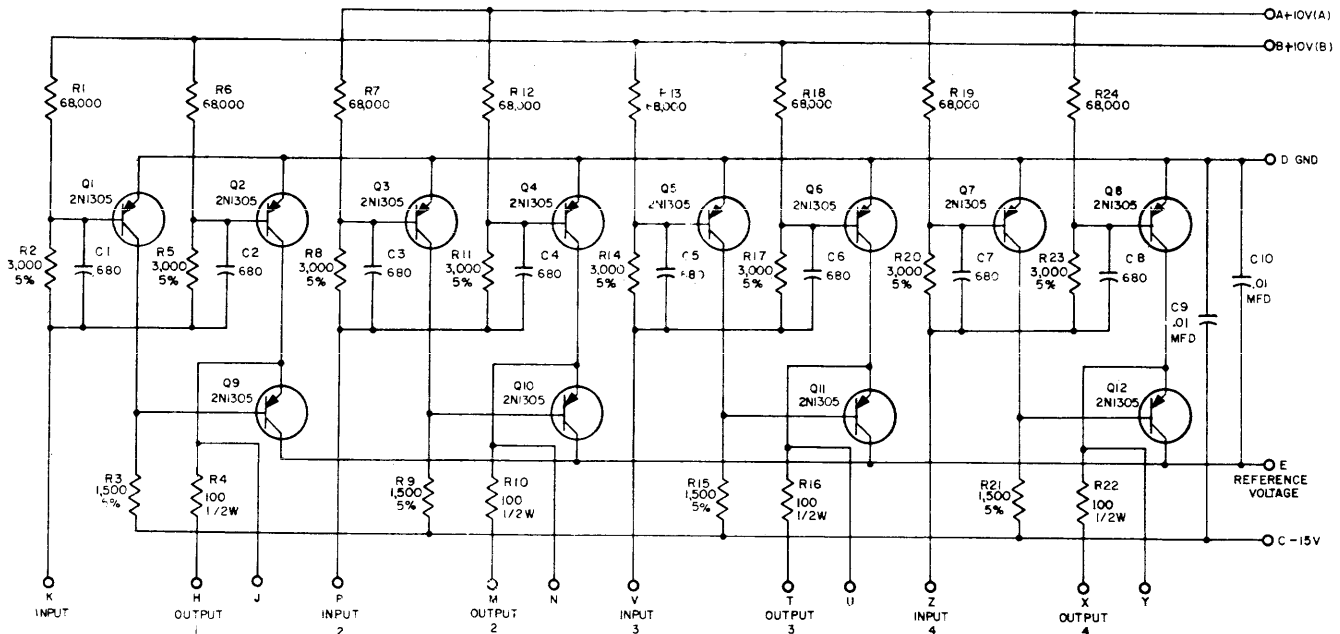 A+10V(A)
B+10V(B)
R1
68,000
R6
68,000
R7
68,000
R12
68,000
R13
68,000
R18
68,000
R19
68,000
R24
68,000
D GND
Q1
2N1305
Q2
2N1305
Q3
2N1305
Q4
2N1305
Q5
2N1305
Q6
2N1305
Q7
2N1305
Q8
2N1305
R2
3,000
5%
C1
680
R5
3,000
5%
C2
680
R8
3,000
5%
C3
680
R11
3,000
5%
C4
680
R14
3,000
5%
C5
680
R17
3,000
5%
C6
680
R20
3,000
5%
C7
680
R23
3,000
5%
C8
680
C9
.01
MFD
C10
.01
MFD
Q9
2N1305
Q10
2N1305
Q11
2N1305
Q12
2N1305
E
REFERENCE
VOLTAGE
R3
1,500
5%
R4
100
1/2W
R9
1,500
5%
R10
100
1/2W
R15
1,500
5%
R16
100
1/2W
R21
1,500
5%
R22
100
1/2W
C -15V
K
INPUT
H
OUTPUT
1
J
P
INPUT
2
M
OUTPUT
2
N
V
INPUT
3
T
OUTPUT
3
U
Z
INPUT
4
X
OUTPUT
4
Y